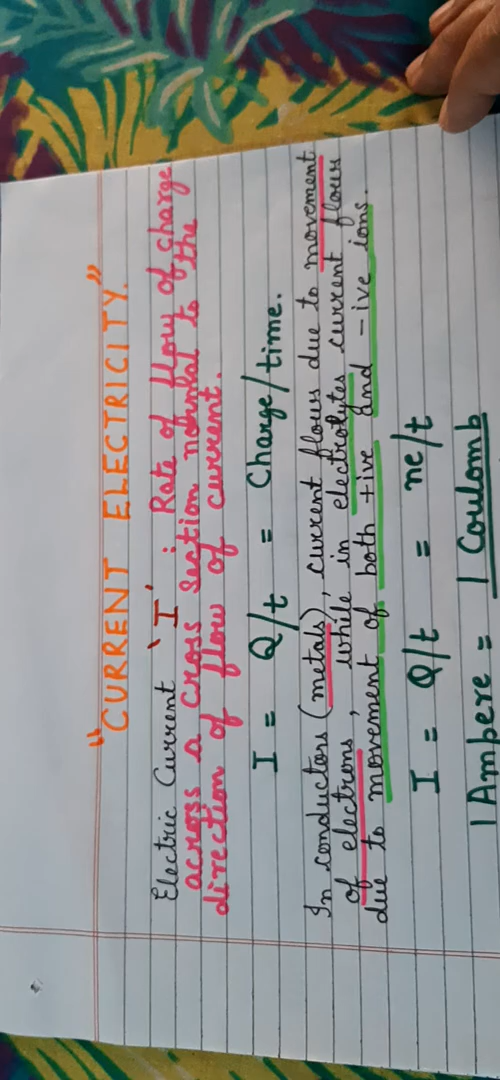 "CURRENT ELECTRICITY."
Electric Current 'I' : Rate of flow of charge
across a cross section normal to the
direction of flow of current.
I = Q/t = Charge/time.
In conductors (metals), current flows due to movement
of electrons, while in electrolytes current flows
due to movement of both +ive and -ive ions.
I = Q/t = ne/t
1 Ampere = 1 Coulomb